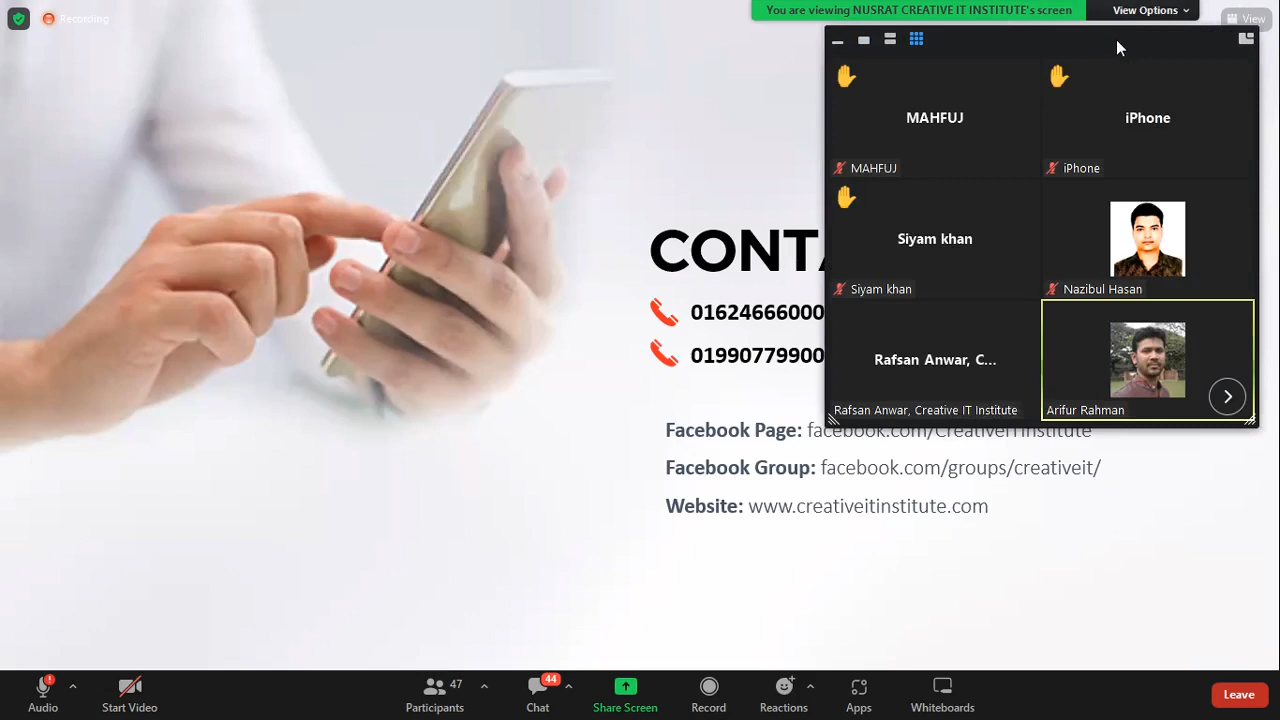 Recording
You are viewing NUSRAT CREATIVE IT INSTITUTE's screen
View Options
View
MAHFUJ
MAHFUJ
iPhone
iPhone
Siyam khan
Siyam khan
Nazibul Hasan
Rafsan Anwar, C...
Rafsan Anwar, Creative IT Institute
Arifur Rahman
CONTA
01624666000
01990779900
Facebook Page: facebook.com/CreativeITInstitute
Facebook Group: facebook.com/groups/creativeit/
Website: www.creativeitinstitute.com
Audio
Start Video
Participants
47
Chat
44
Share Screen
Record
Reactions
Apps
Whiteboards
Leave